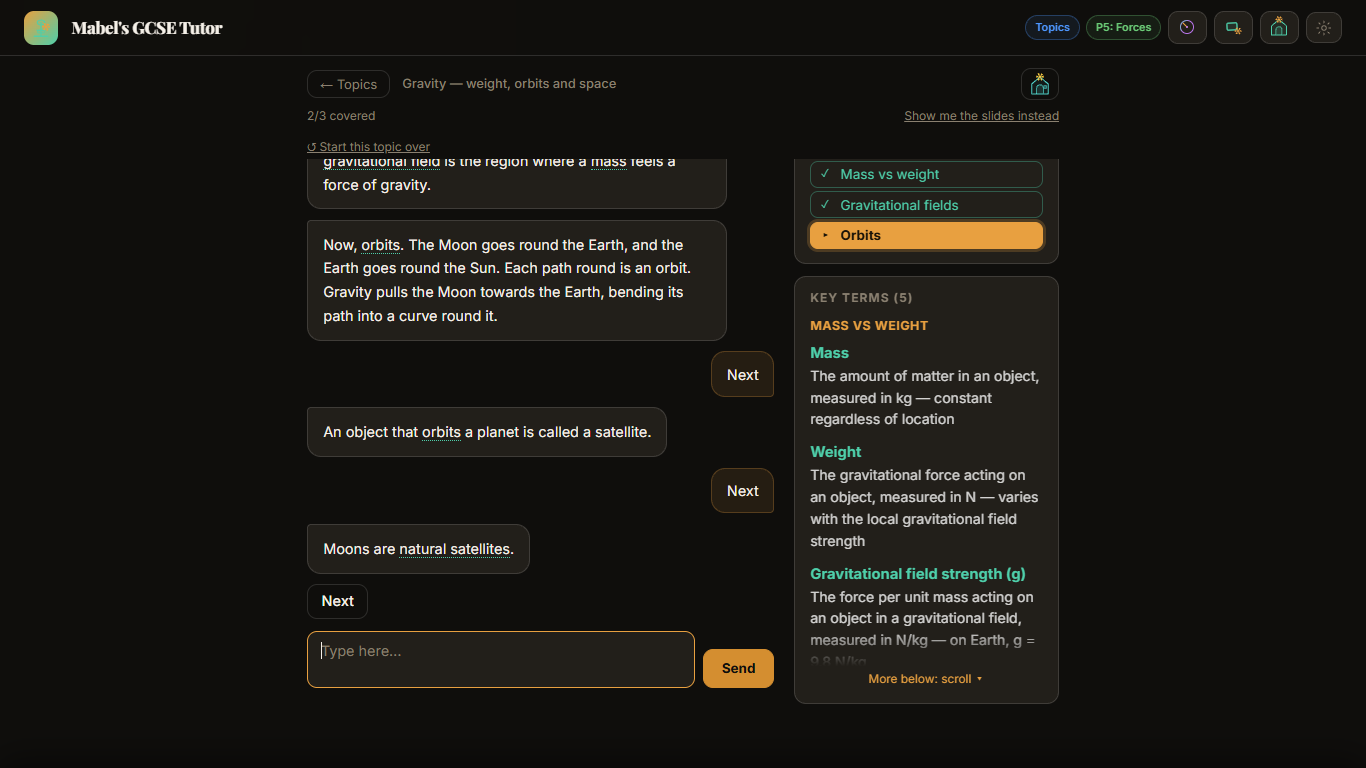 Mabel's GCSE Tutor
Topics
P5: Forces
← Topics
Gravity — weight, orbits and space
2/3 covered
Show me the slides instead
↺ Start this topic over
gravitational field is the region where a mass feels a
force of gravity.
Now, orbits. The Moon goes round the Earth, and the
Earth goes round the Sun. Each path round is an orbit.
Gravity pulls the Moon towards the Earth, bending its
path into a curve round it.
Next
An object that orbits a planet is called a satellite.
Next
Moons are natural satellites.
Next
Type here...
Send
✓ Mass vs weight
✓ Gravitational fields
▸ Orbits
KEY TERMS (5)
MASS VS WEIGHT
Mass
The amount of matter in an object,
measured in kg — constant
regardless of location
Weight
The gravitational force acting on
an object, measured in N — varies
with the local gravitational field
strength
Gravitational field strength (g)
The force per unit mass acting on
an object in a gravitational field,
measured in N/kg — on Earth, g =
9.8 N/kg
More below: scroll ▾